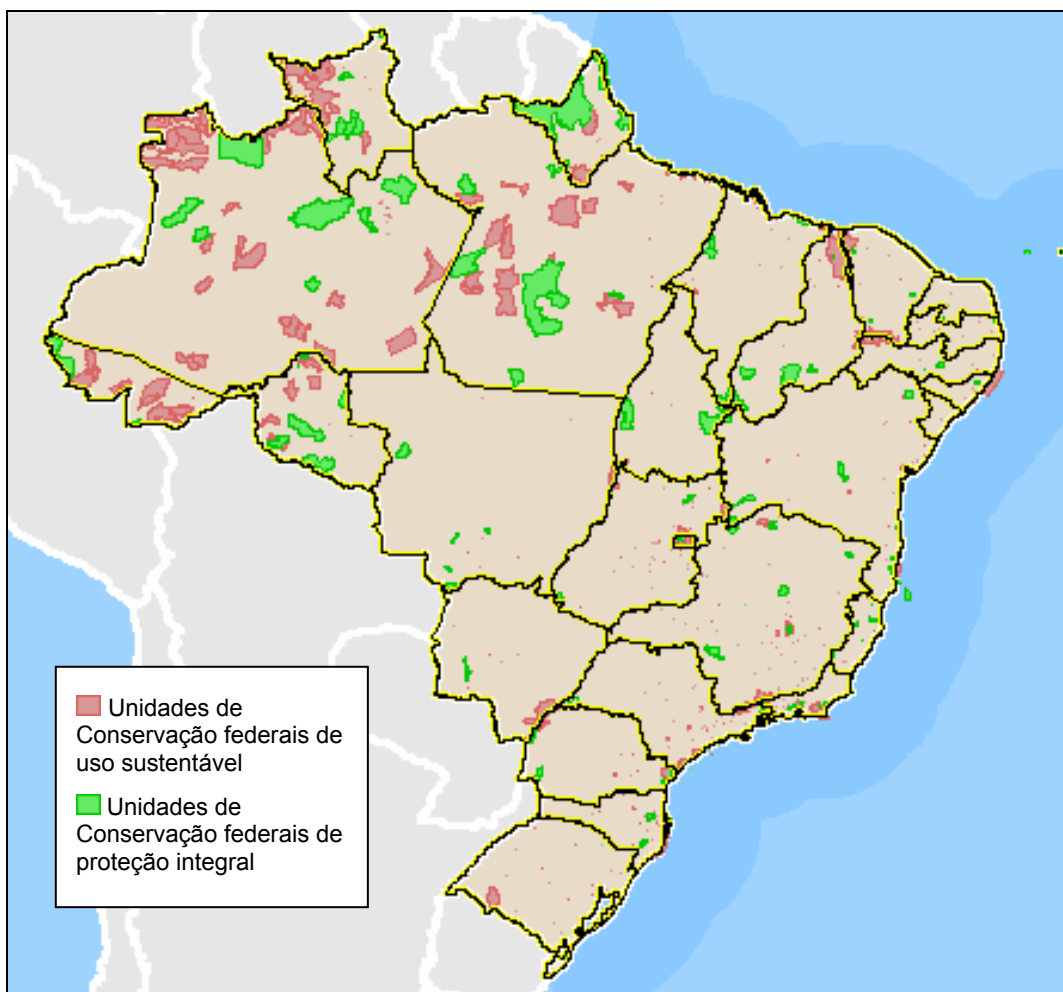 Unidades de
Conservação federais de
uso sustentável
Unidades de
Conservação federais de
proteção integral